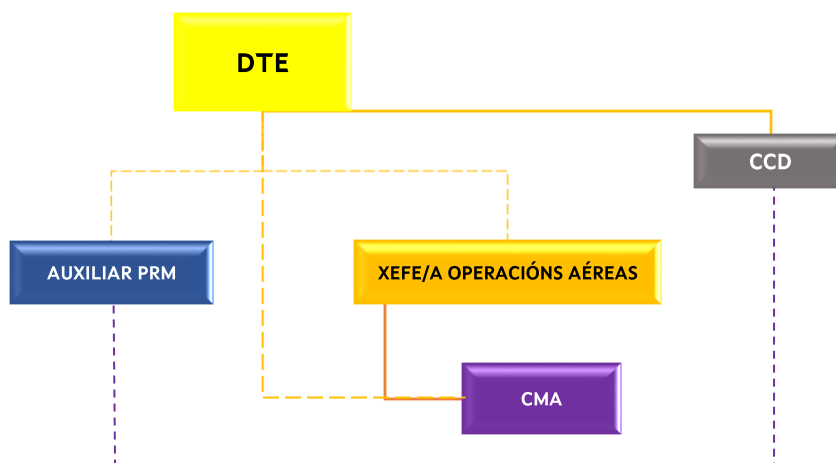 DTE
CCD
AUXILIAR PRM
XEFE/A OPERACIÓNS AÉREAS
CMA